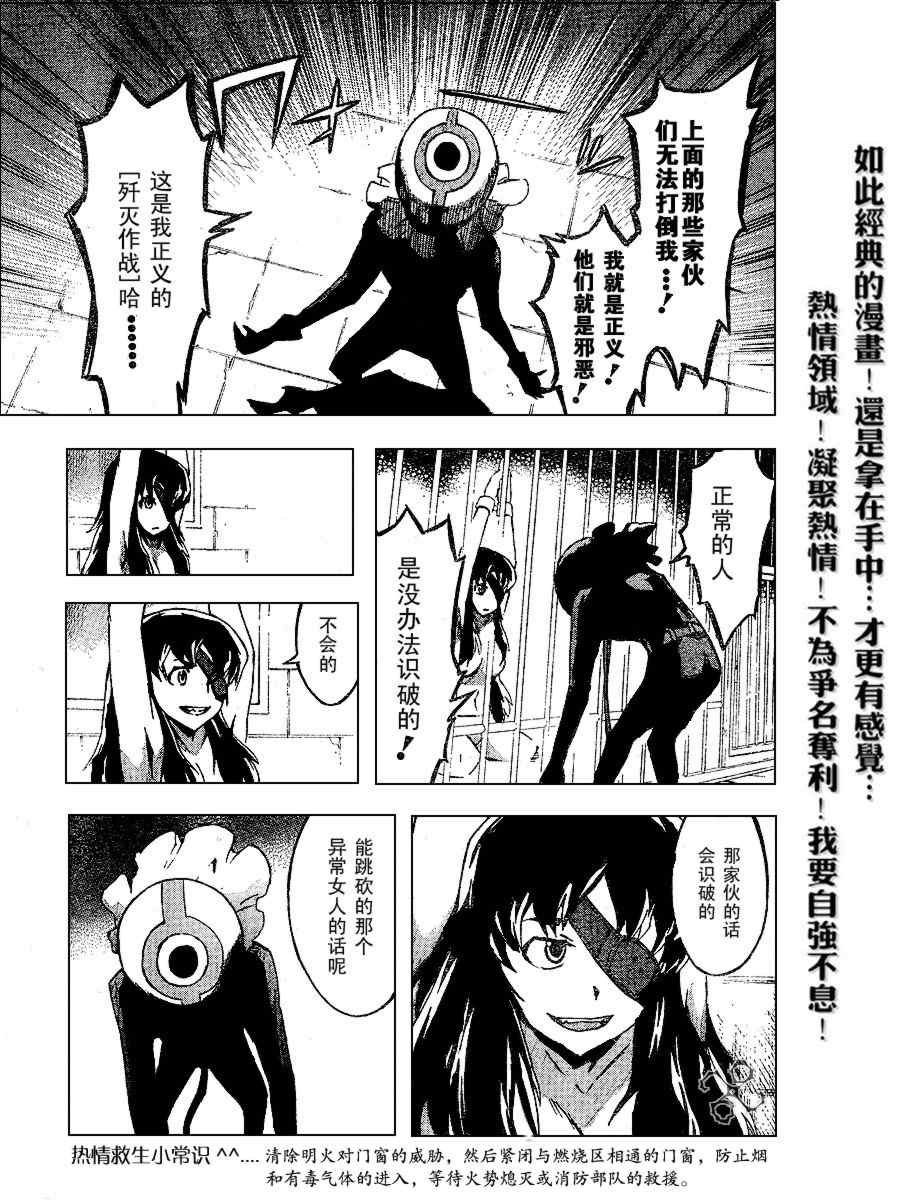 上面的那些家伙
们无法打倒我…!
我就是正义!
他们就是邪恶!
这是我正义的
[歼灭作战]哈
……
正常的人
是没办法识破的!
不会的
那家伙的话
会识破的
能跳砍的那个
异常女人的话呢
如此經典的漫畫!還是拿在手中…才更有感覺…
熱情領域!凝聚熱情!不為爭名奪利!我要自強不息!
热情救生小常识 ^^.... 清除明火对门窗的威胁，然后紧闭与燃烧区相通的门窗，防止烟
和有毒气体的进入，等待火势熄灭或消防部队的救援。